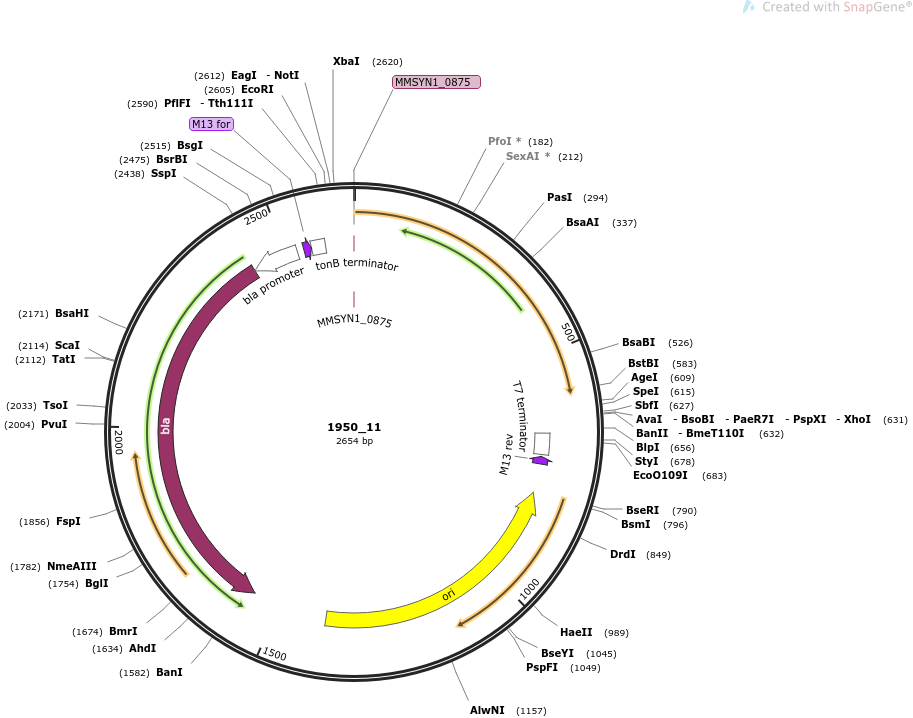 Created with SnapGene®
XbaI (2620)
(2612) EagI - NotI
MMSYN1_0875
(2605) EcoRI
(2590) PflFI - Tth111I
M13 for
PfoI * (182)
(2515) BsgI
SexAI * (212)
(2475) BsrBI
(2438) SspI
PasI (294)
2500
BsaAI (337)
tonB terminator
bla promoter
(2171) BsaHI
MMSYN1_0875
500
(2114) ScaI
BsaBI (526)
(2112) TatI
BstBI (583)
AgeI (609)
SpeI (615)
(2033) TsoI
SbfI (627)
T7 terminator
(2004) PvuI
AvaI - BsoBI - PaeR7I - PspXI - XhoI (631)
bla
1950_11
BanII - BmeT110I (632)
2000
2654 bp
BlpI (656)
M13 rev
StyI (678)
EcoO109I (683)
BseRI (790)
(1856) FspI
BsmI (796)
DrdI (849)
(1782) NmeAIII
(1754) BglI
ori
1000
(1674) BmrI
HaeII (989)
(1634) AhdI
1500
BseYI (1045)
(1582) BanI
PspFI (1049)
AlwNI (1157)